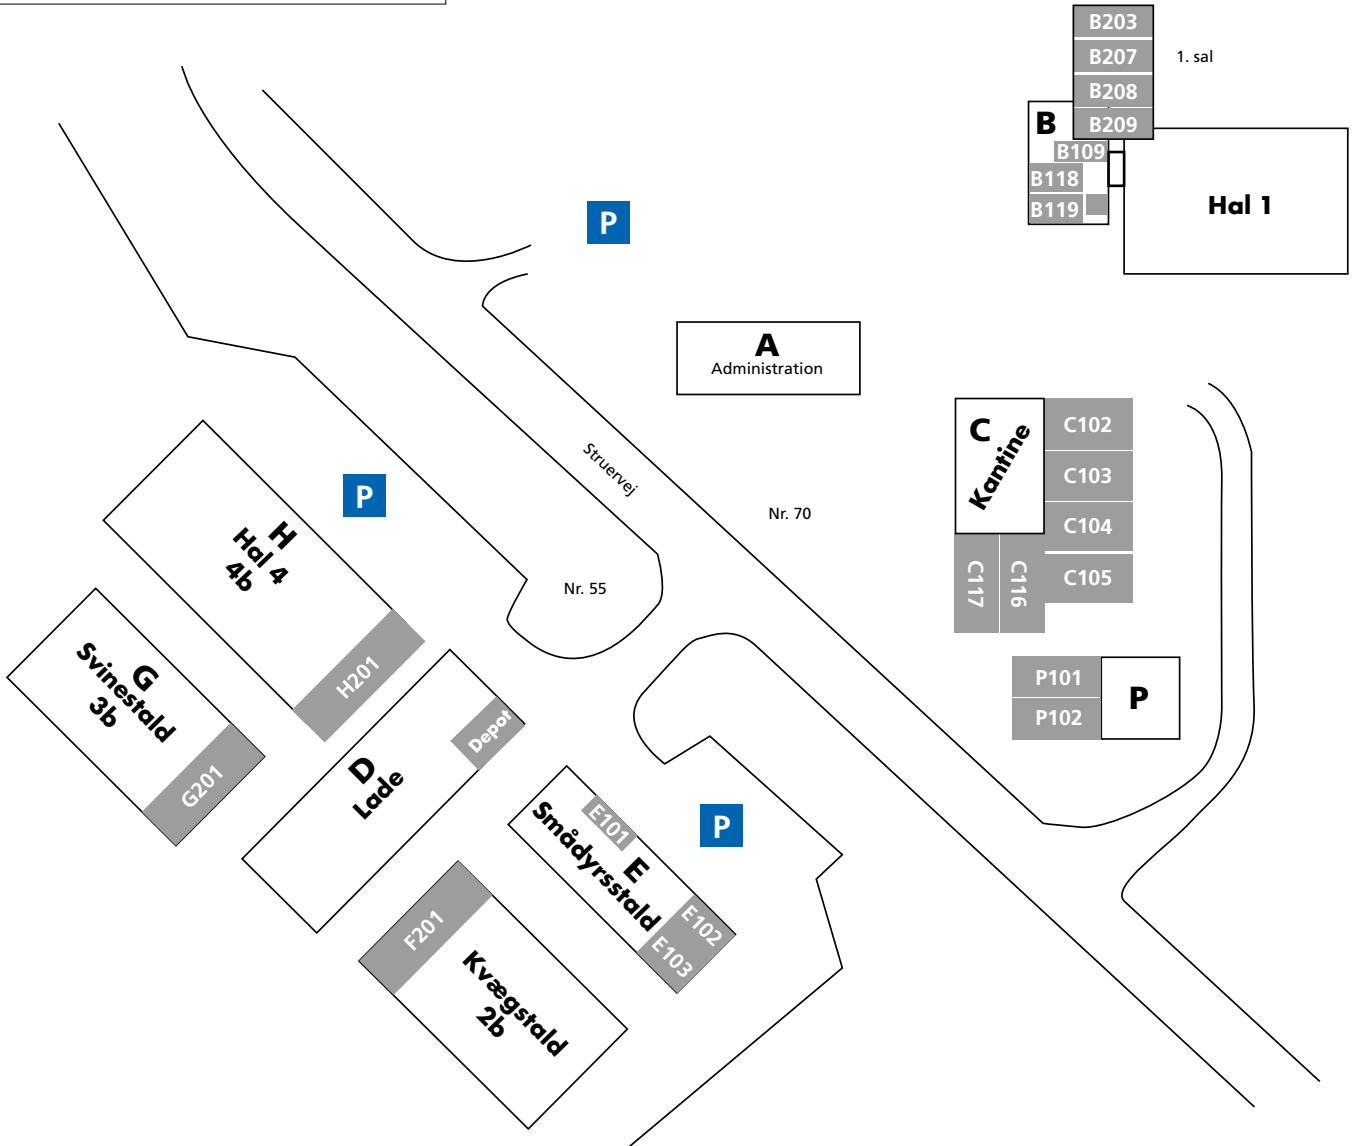 B203
B207
1. sal
B208
B
B209
B109
B118
B119
Hal 1
P
A
Administration
C
Kantine
C102
C103
C104
C105
C117
C116
Struervej
Nr. 70
P
H
Hal 4
4b
Nr. 55
H201
G
Svinestald
3b
G201
P101
P102
P
Depot
D
Lade
P
E101
E
Smådyrsstald
E102
E103
F201
Kvægstald
2b